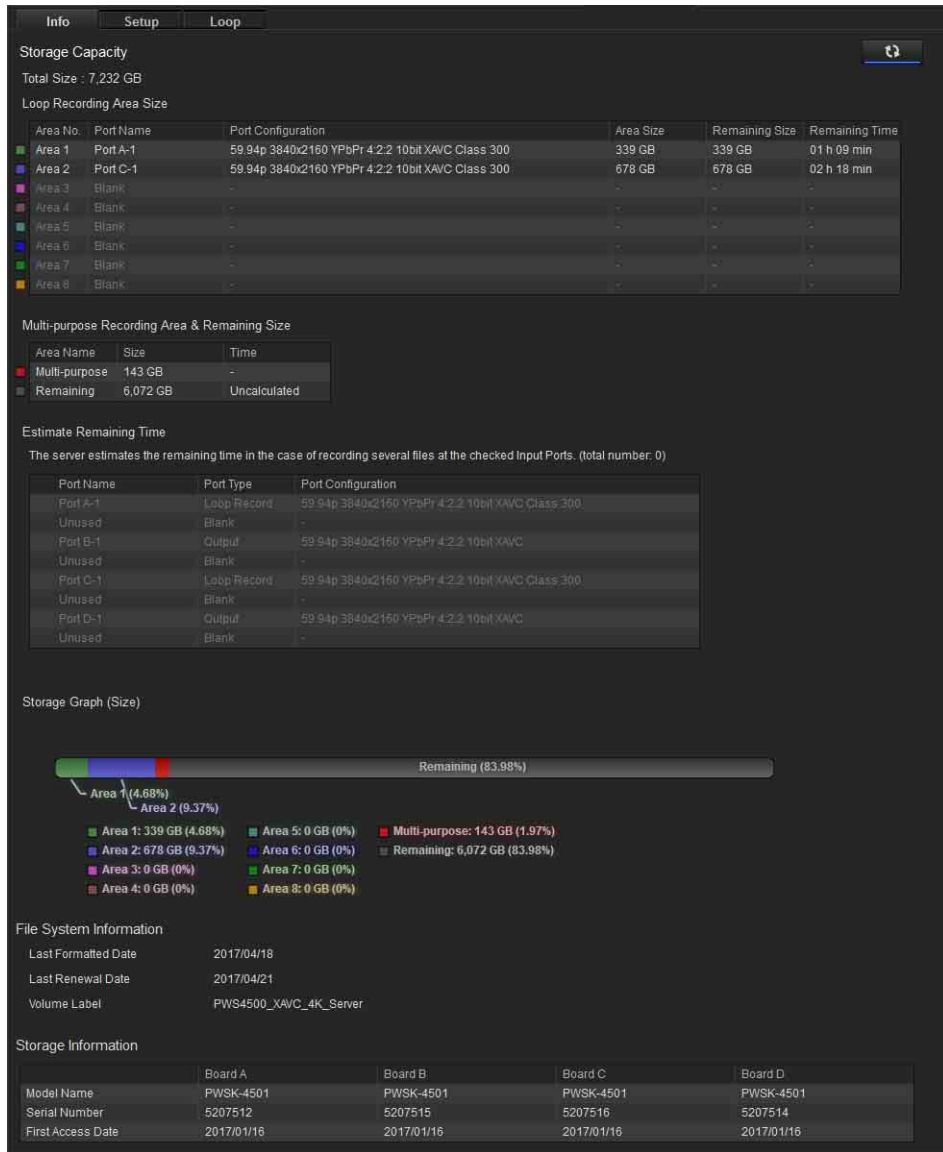 Info Setup Loop
Storage Capacity
Total Size : 7,232 GB
Loop Recording Area Size
Area No. Port Name Port Configuration Area Size Remaining Size Remaining Time
Area 1 Port A-1 59.94p 3840x2160 YPbPr 4:2:2 10bit XAVC Class 300 339 GB 339 GB 01 h 09 min
Area 2 Port C-1 59.94p 3840x2160 YPbPr 4:2:2 10bit XAVC Class 300 678 GB 678 GB 02 h 18 min
Area 3 Blank - - - -
Area 4 Blank - - - -
Area 5 Blank - - - -
Area 6 Blank - - - -
Area 7 Blank - - - -
Area 8 Blank - - - -
Multi-purpose Recording Area & Remaining Size
Area Name Size Time
Multi-purpose 143 GB -
Remaining 6,072 GB Uncalculated
Estimate Remaining Time
The server estimates the remaining time in the case of recording several files at the checked Input Ports. (total number: 0)
Port Name Port Type Port Configuration
Port A-1 Loop Record 59.94p 3840x2160 YPbPr 4:2:2 10bit XAVC Class 300
Unused Blank -
Port B-1 Output 59.94p 3840x2160 YPbPr 4:2:2 10bit XAVC
Unused Blank -
Port C-1 Loop Record 59.94p 3840x2160 YPbPr 4:2:2 10bit XAVC Class 300
Unused Blank -
Port D-1 Output 59.94p 3840x2160 YPbPr 4:2:2 10bit XAVC
Unused Blank -
Storage Graph (Size)
Remaining (83.98%)
Area 1 (4.68%)
Area 2 (9.37%)
Area 1: 339 GB (4.68%) Area 5: 0 GB (0%) Multi-purpose: 143 GB (1.97%)
Area 2: 678 GB (9.37%) Area 6: 0 GB (0%) Remaining: 6,072 GB (83.98%)
Area 3: 0 GB (0%) Area 7: 0 GB (0%)
Area 4: 0 GB (0%) Area 8: 0 GB (0%)
File System Information
Last Formatted Date 2017/04/18
Last Renewal Date 2017/04/21
Volume Label PWS4500_XAVC_4K_Server
Storage Information
Board A Board B Board C Board D
Model Name PWSK-4501 PWSK-4501 PWSK-4501 PWSK-4501
Serial Number 5207512 5207515 5207516 5207514
First Access Date 2017/01/16 2017/01/16 2017/01/16 2017/01/16